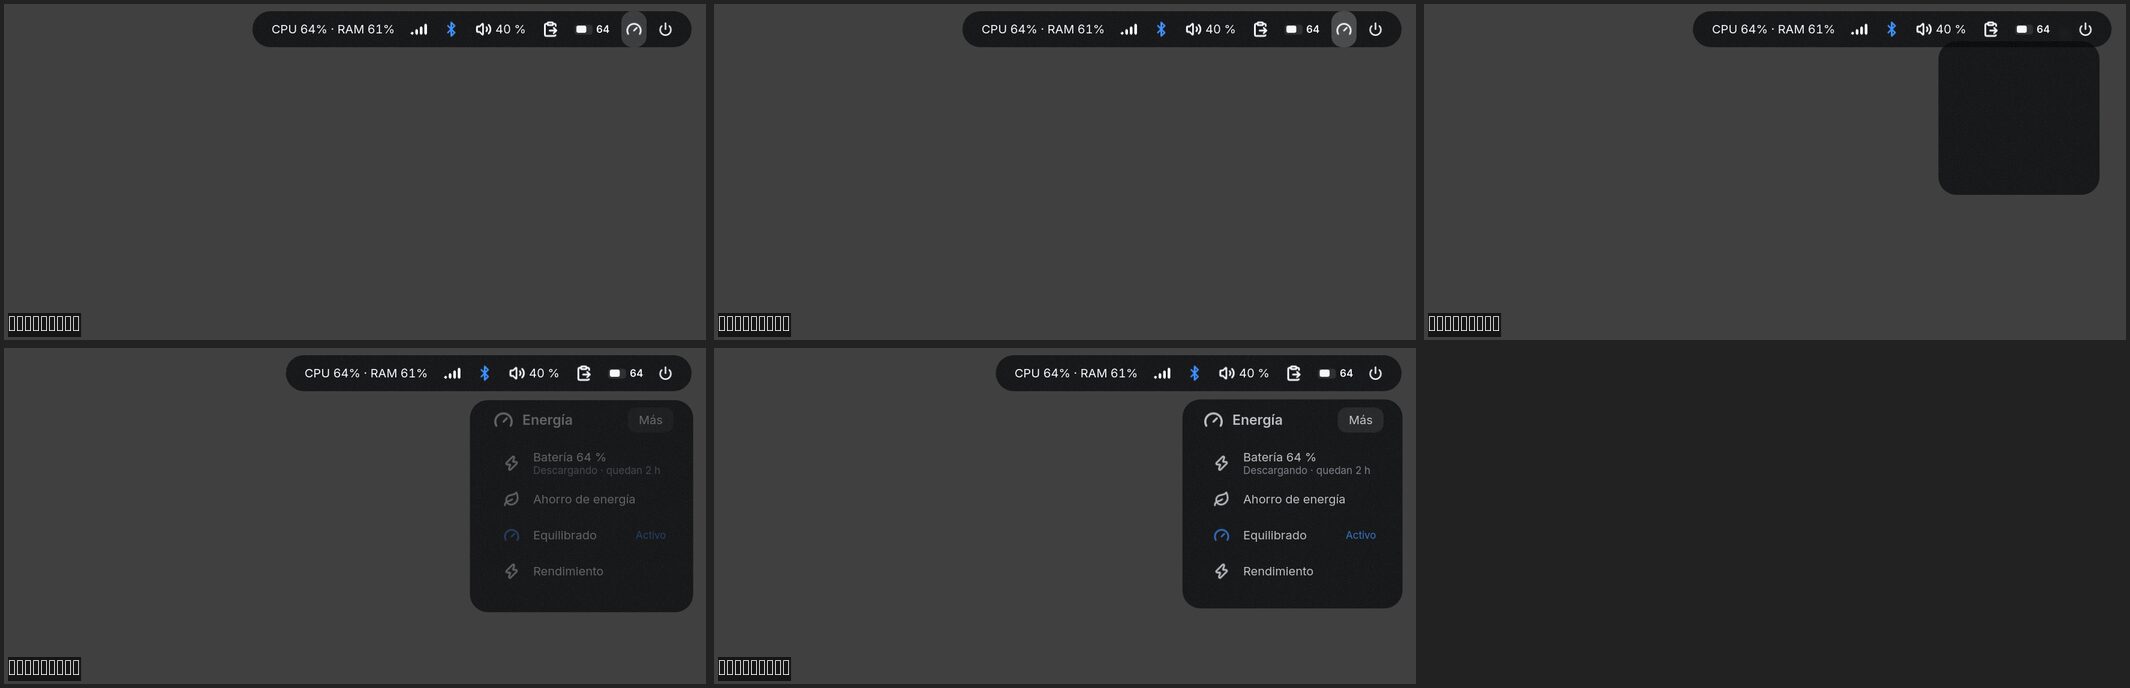 CPU 64% · RAM 61% 40 % 64
CPU 64% · RAM 61% 40 % 64
CPU 64% · RAM 61% 40 % 64
CPU 64% · RAM 61% 40 % 64
Energía Más
Batería 64 %
Descargando · quedan 2 h
Ahorro de energía
Equilibrado Activo
Rendimiento
CPU 64% · RAM 61% 40 % 64
Energía Más
Batería 64 %
Descargando · quedan 2 h
Ahorro de energía
Equilibrado Activo
Rendimiento